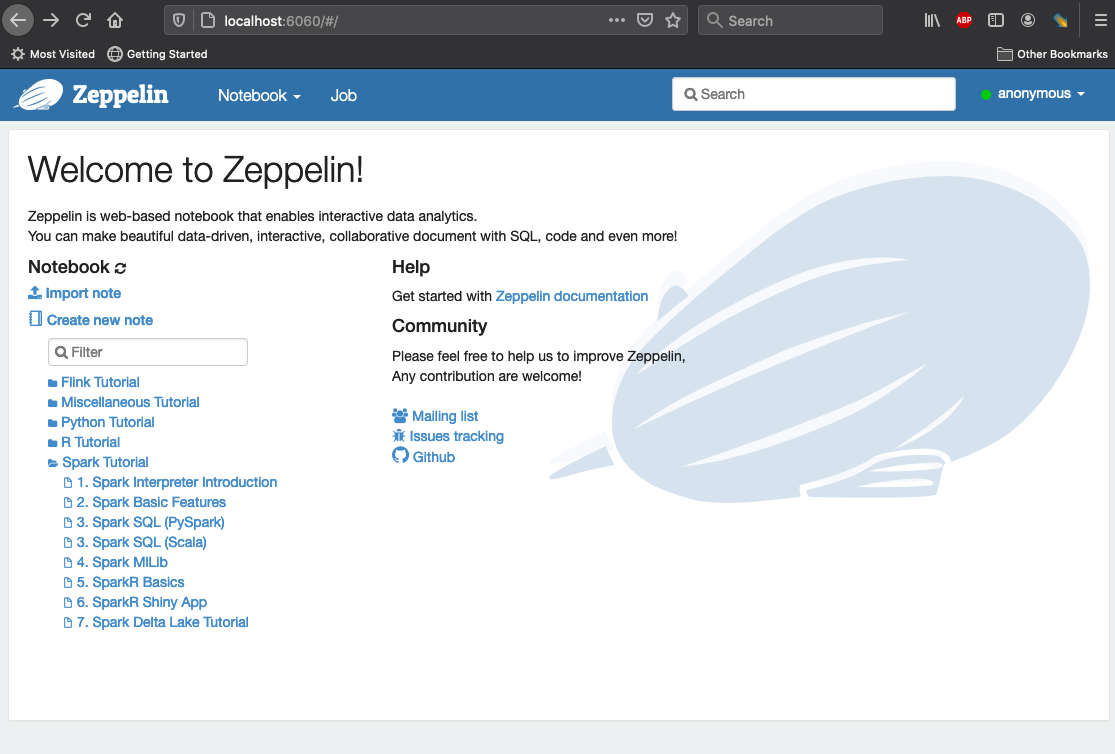 localhost:6060/#/
Search
ABP
Most Visited
Getting Started
Other Bookmarks
Zeppelin
Notebook
Job
Search
anonymous
Welcome to Zeppelin!
Zeppelin is web-based notebook that enables interactive data analytics.
You can make beautiful data-driven, interactive, collaborative document with SQL, code and even more!
Notebook
Import note
Create new note
Filter
Flink Tutorial
Miscellaneous Tutorial
Python Tutorial
R Tutorial
Spark Tutorial
1. Spark Interpreter Introduction
2. Spark Basic Features
3. Spark SQL (PySpark)
3. Spark SQL (Scala)
4. Spark MlLib
5. SparkR Basics
6. SparkR Shiny App
7. Spark Delta Lake Tutorial
Help
Get started with Zeppelin documentation
Community
Please feel free to help us to improve Zeppelin,
Any contribution are welcome!
Mailing list
Issues tracking
Github